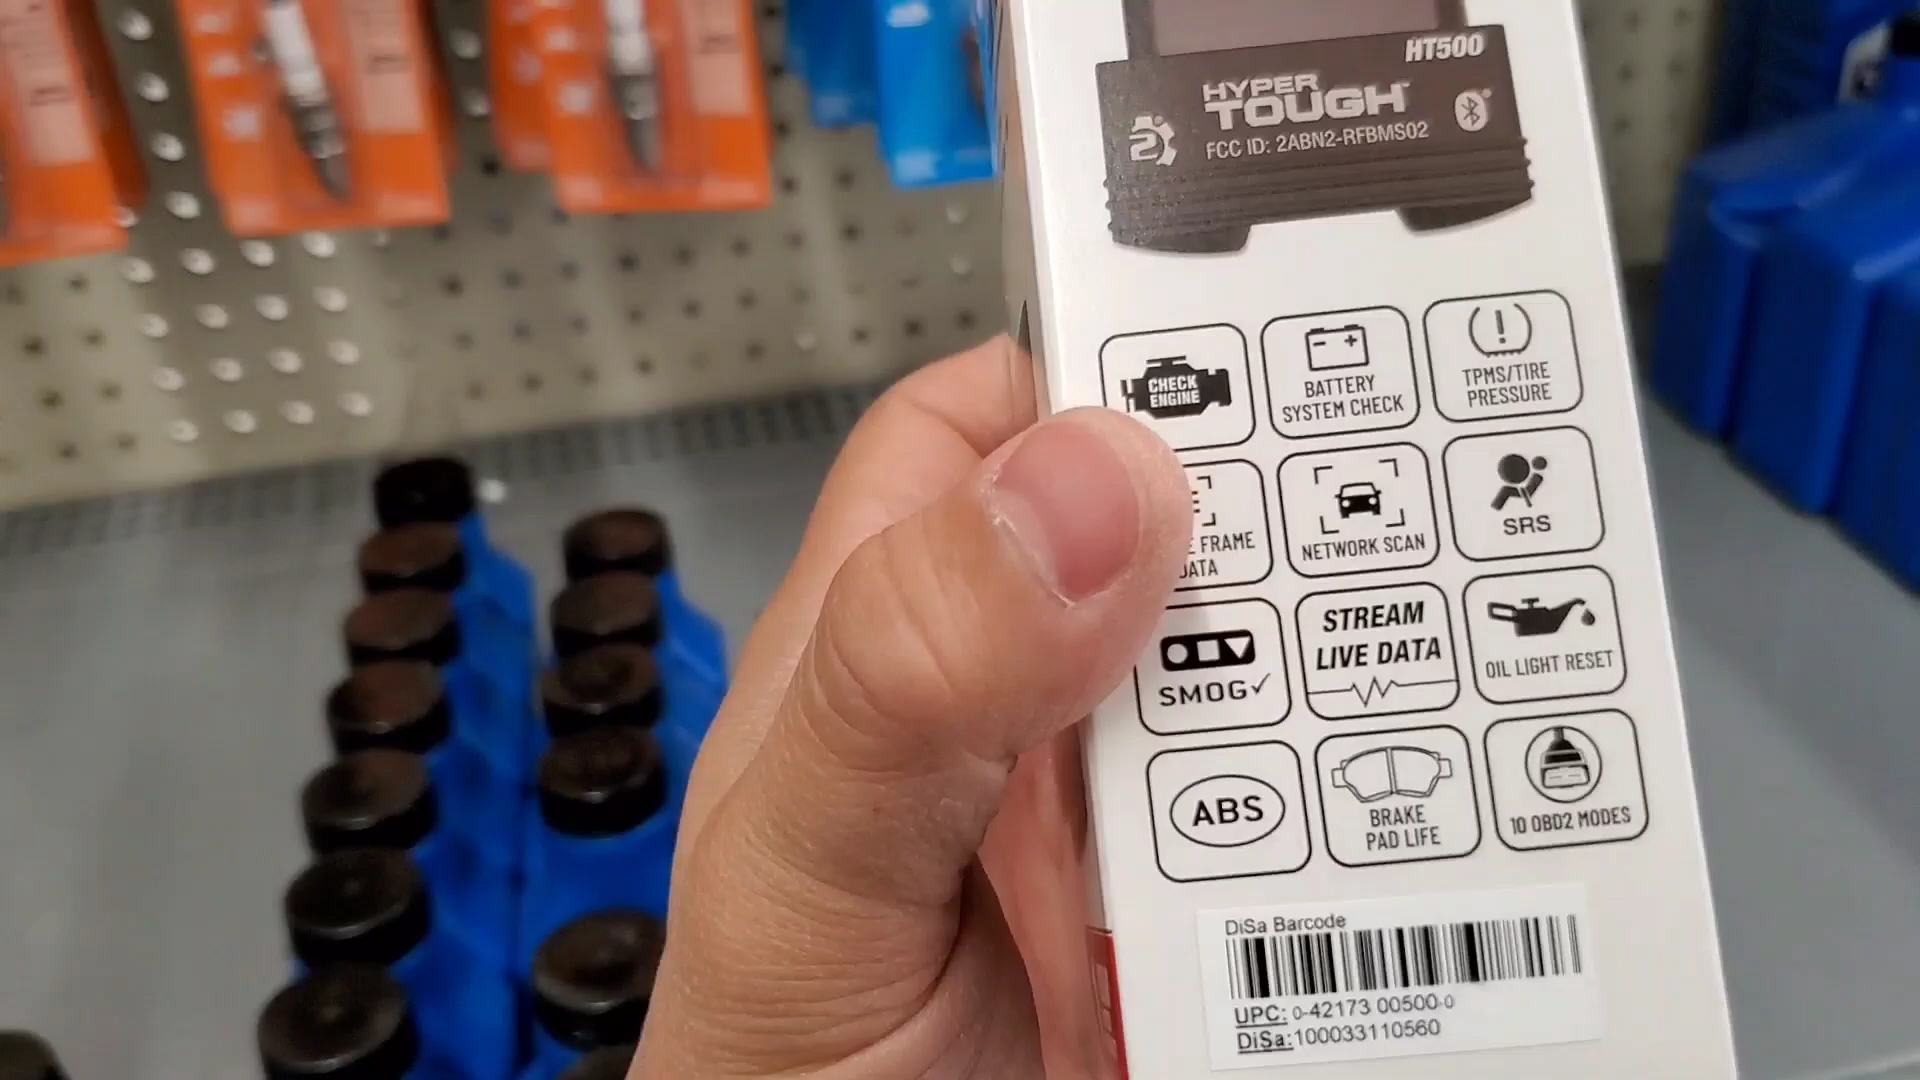 HT500
HYPER
TOUGH
2
FCC ID: 2ABN2-RFBMS02
CHECK
ENGINE
BATTERY
SYSTEM CHECK
TPMS/TIRE
PRESSURE
FRAME
DATA
NETWORK SCAN
SRS
SMOG✓
STREAM
LIVE DATA
OIL LIGHT RESET
ABS
BRAKE
PAD LIFE
10 OBD2 MODES
DiSa Barcode
UPC: 0-42173 00500-0
DiSa:100033110560